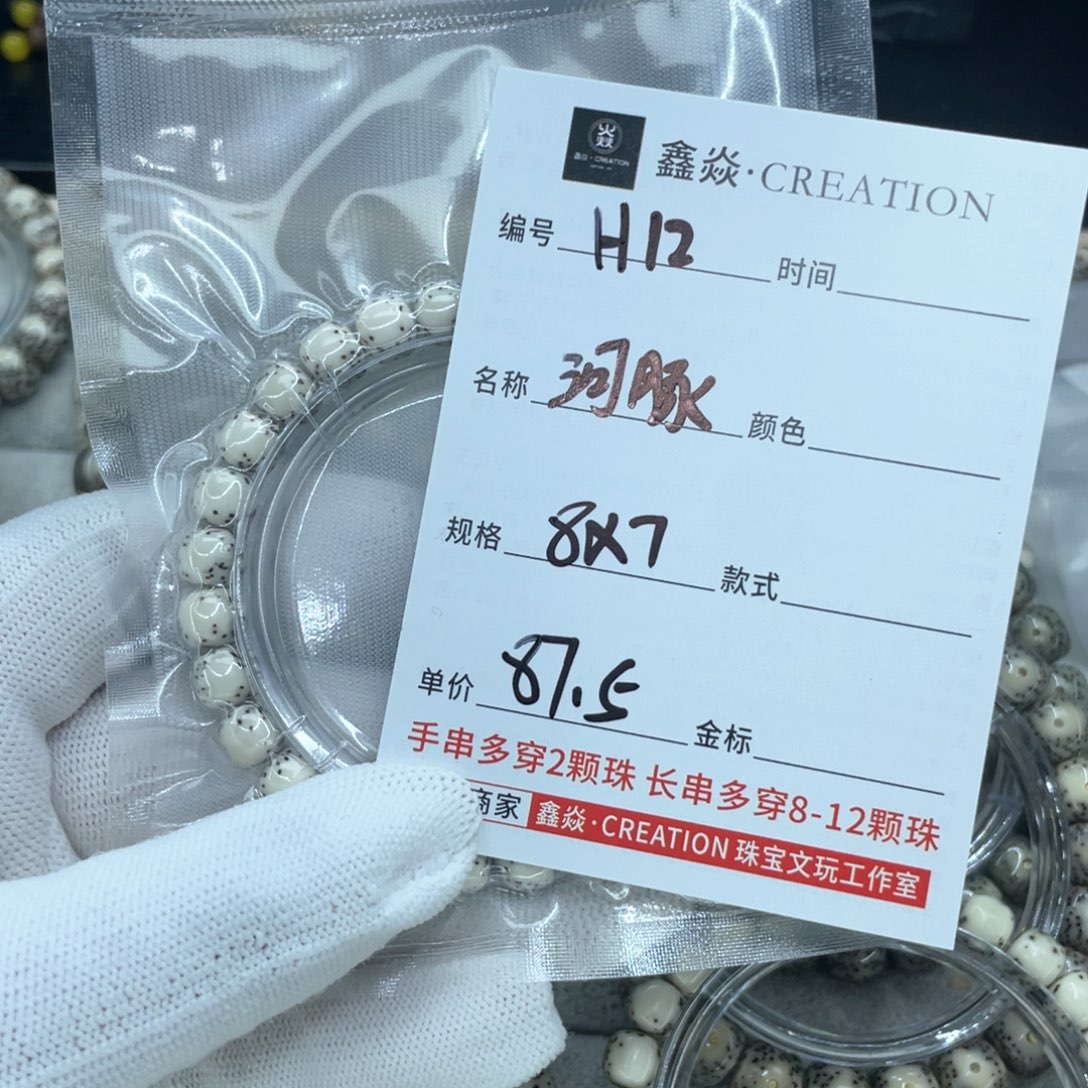 鑫焱·CREATION
编号 H12 时间
名称 河豚 颜色
规格 8x7 款式
单价 87.5 金标
手串多穿2颗珠 长串多穿8-12颗珠
商家 鑫焱·CREATION 珠宝文玩工作室